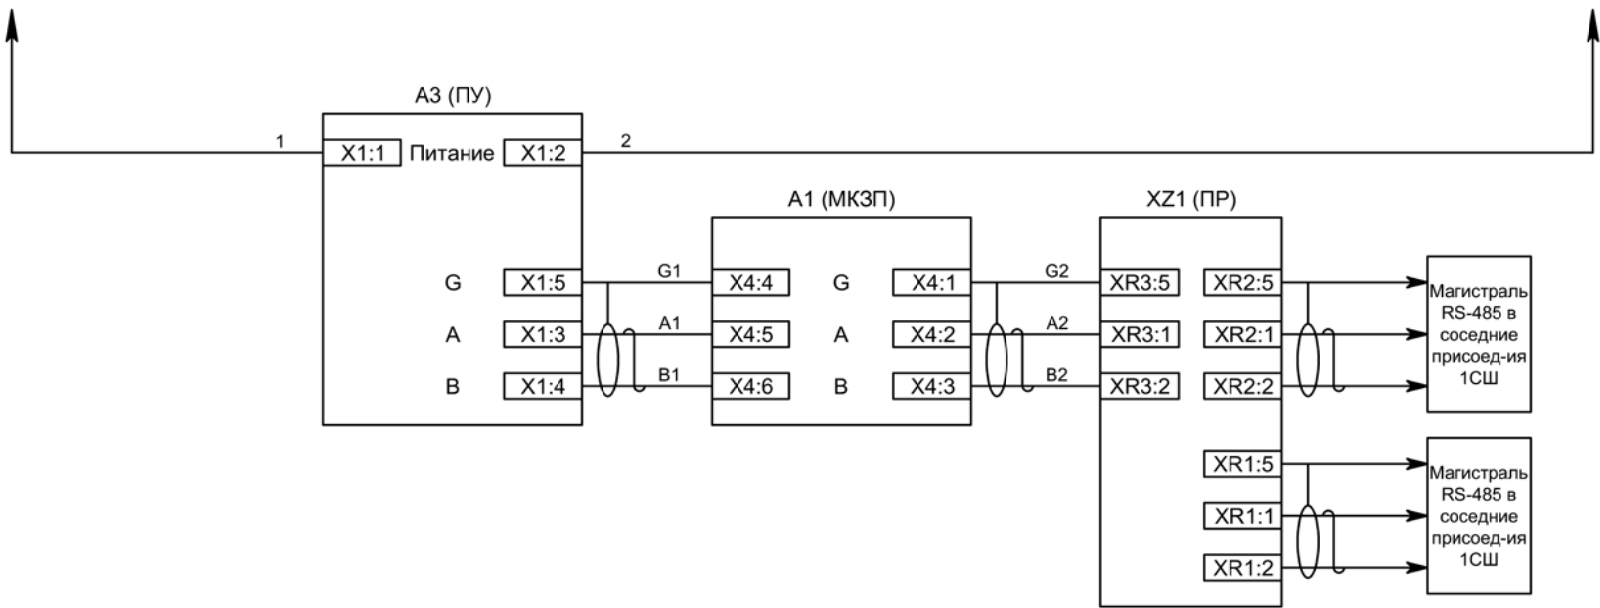 A3 (ПУ)
1
X1:1 Питание X1:2
2
A1 (МКЗП)
XZ1 (ПР)
G X1:5 G1 X4:4 G X4:1 G2 XR3:5 XR2:5
A X1:3 A1 X4:5 A X4:2 A2 XR3:1 XR2:1
B X1:4 B1 X4:6 B X4:3 B2 XR3:2 XR2:2
Магистраль
RS-485 в
соседние
присоед-ия
1СШ
XR1:5
XR1:1
XR1:2
Магистраль
RS-485 в
соседние
присоед-ия
1СШ